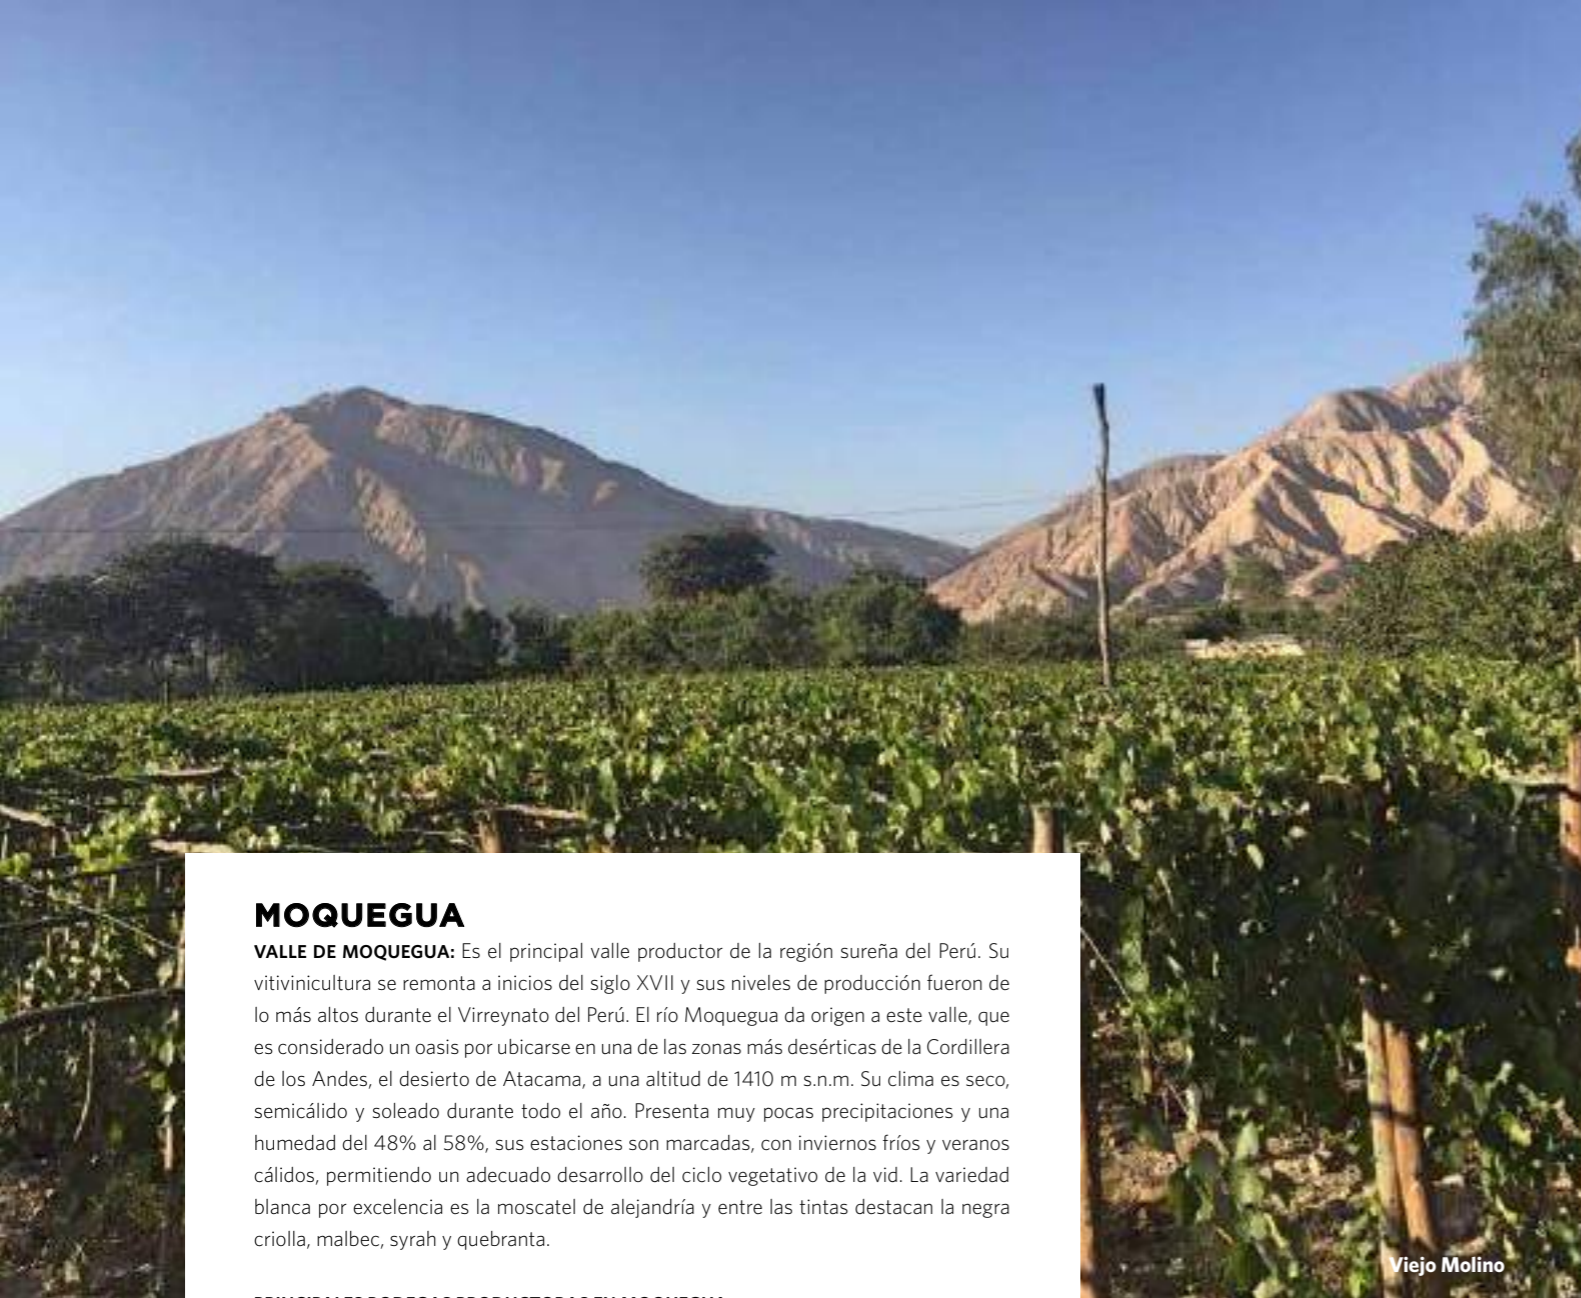 MOQUEGUA
VALLE DE MOQUEGUA: Es el principal valle productor de la región sureña del Perú. Su
vitivinicultura se remonta a inicios del siglo XVII y sus niveles de producción fueron de
lo más altos durante el Virreynato del Perú. El río Moquegua da origen a este valle, que
es considerado un oasis por ubicarse en una de las zonas más desérticas de la Cordillera
de los Andes, el desierto de Atacama, a una altitud de 1410 m s.n.m. Su clima es seco,
semicálido y soleado durante todo el año. Presenta muy pocas precipitaciones y una
humedad del 48% al 58%, sus estaciones son marcadas, con inviernos fríos y veranos
cálidos, permitiendo un adecuado desarrollo del ciclo vegetativo de la vid. La variedad
blanca por excelencia es la moscatel de alejandría y entre las tintas destacan la negra
criolla, malbec, syrah y quebranta.
Viejo Molino